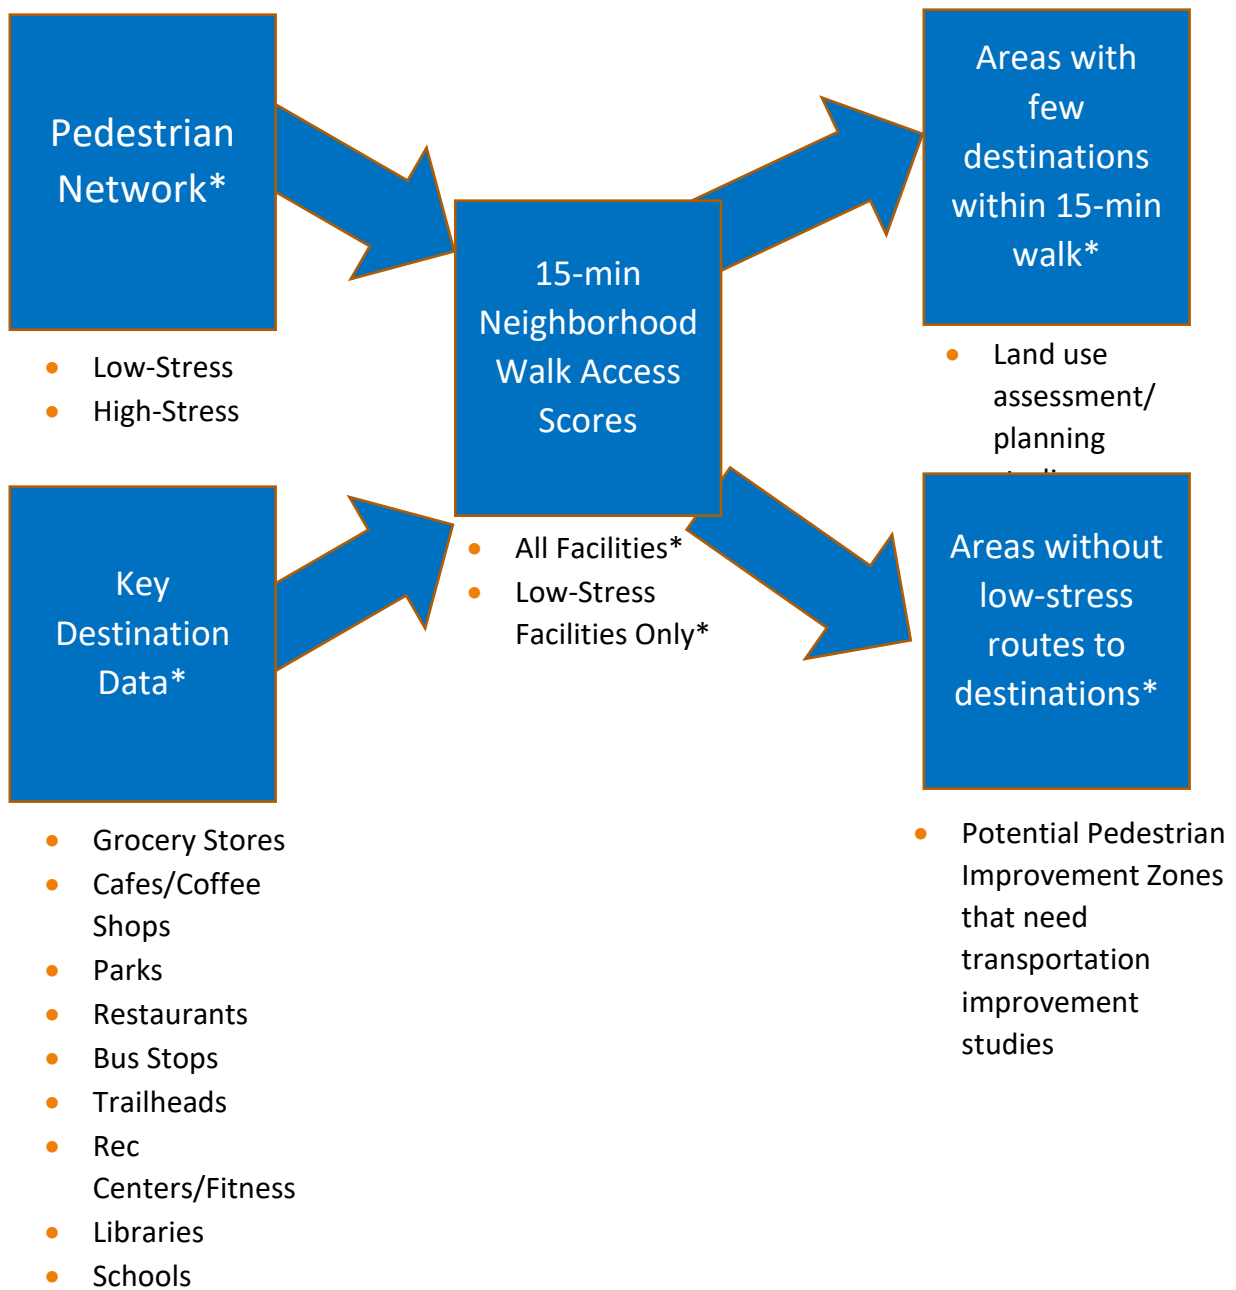 Pedestrian
Network*
Low-Stress
High-Stress
Key
Destination
Data*
Grocery Stores
Cafes/Coffee
Shops
Parks
Restaurants
Bus Stops
Trailheads
Rec
Centers/Fitness
Libraries
Schools
15-min
Neighborhood
Walk Access
Scores
All Facilities*
Low-Stress
Facilities Only*
Areas with
few
destinations
within 15-min
walk*
Land use
assessment/
planning
Areas without
low-stress
routes to
destinations*
Potential Pedestrian
Improvement Zones
that need
transportation
improvement
studies